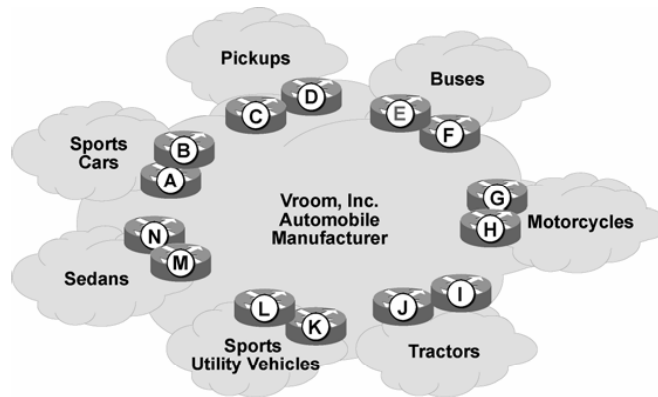 Pickups
Buses
D
C
E
F
Sports
Cars
B
A
Vroom, Inc.
Automobile
Manufacturer
G
H
Motorcycles
N
M
Sedans
L
K
Sports
Utility Vehicles
J
I
Tractors